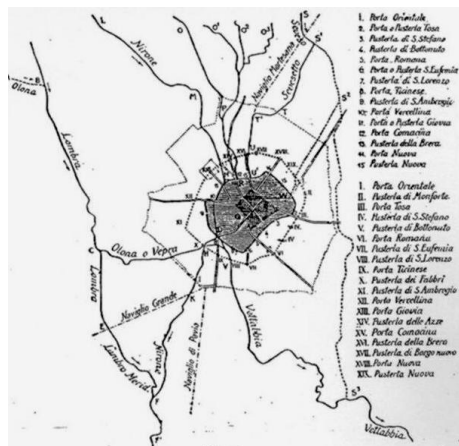 Olona
Lombra
Nirone
Naviglio Martesana
Seveso
Olona o Vepra
Naviglio Grande
Lambro Merid.
Naviglio di Pavia
Vettabbia
Vettabbia
1. Porta Orientale
2. Porta e Pusterla Tosa
3. Pusterla di S. Stefano
4. Pusterla di Bottonuto
5. Porta Romana
6. Porta e Pusterla S. Eufemia
7. Pusterla di S. Lorenzo
8. Porta Ticinese
9. Pusterla di S. Ambrogio
10. Porta Vercellina
11. Porta e Pusterla Giovia
12. Porta Comacina
13. Pusterla della Brera
14. Porta Nuova
15. Pusterla Nuova
I. Porta Orientale
II. Pusterla di Monforte
III. Porta Tosa
IV. Pusterla di S. Stefano
V. Pusterla di Bottonuto
VI. Porta Romana
VII. Pusterla di S. Eufemia
VIII. Pusterla di S. Lorenzo
IX. Porta Ticinese
X. Pusterla dei Fabbri
XI. Pusterla di S. Ambrogio
XII. Porta Vercellina
XIII. Porta Giovia
XIV. Pusterla delle Azze
XV. Porta Comacina
XVI. Pusterla della Brera
XVII. Pusterla di Borgo nuovo
XVIII. Porta Nuova
XIX. Pusterla Nuova